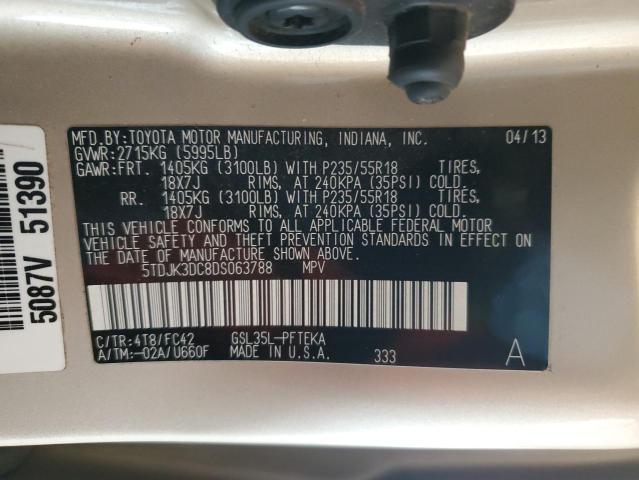 MFD.BY:TOYOTA MOTOR MANUFACTURING, INDIANA, INC. 04/13
GVWR:2715KG (5995LB)
GAWR:FRT. 1405KG (3100LB) WITH P235/55R18 TIRES,
18X7J RIMS, AT 240KPA (35PSI) COLD.
RR. 1405KG (3100LB) WITH P235/55R18 TIRES,
18X7J RIMS, AT 240KPA (35PSI) COLD.
THIS VEHICLE CONFORMS TO ALL APPLICABLE FEDERAL MOTOR
VEHICLE SAFETY AND THEFT PREVENTION STANDARDS IN EFFECT ON
THE DATE OF MANUFACTURE SHOWN ABOVE.
5TDJK3DC8DS063788 MPV
C/TR:4T8/FC42 GSL35L-PFTEKA
A/TM:-02A/U660F MADE IN U.S.A. 333 A
5087V 51390